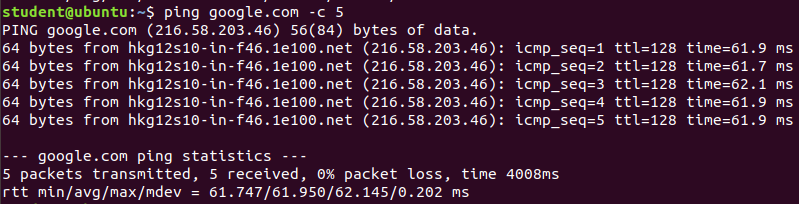 student@ubuntu:~$ ping google.com -c 5
PING google.com (216.58.203.46) 56(84) bytes of data.
64 bytes from hkg12s10-in-f46.1e100.net (216.58.203.46): icmp_seq=1 ttl=128 time=61.9 ms
64 bytes from hkg12s10-in-f46.1e100.net (216.58.203.46): icmp_seq=2 ttl=128 time=61.7 ms
64 bytes from hkg12s10-in-f46.1e100.net (216.58.203.46): icmp_seq=3 ttl=128 time=62.1 ms
64 bytes from hkg12s10-in-f46.1e100.net (216.58.203.46): icmp_seq=4 ttl=128 time=61.9 ms
64 bytes from hkg12s10-in-f46.1e100.net (216.58.203.46): icmp_seq=5 ttl=128 time=61.9 ms

--- google.com ping statistics ---
5 packets transmitted, 5 received, 0% packet loss, time 4008ms
rtt min/avg/max/mdev = 61.747/61.950/62.145/0.202 ms